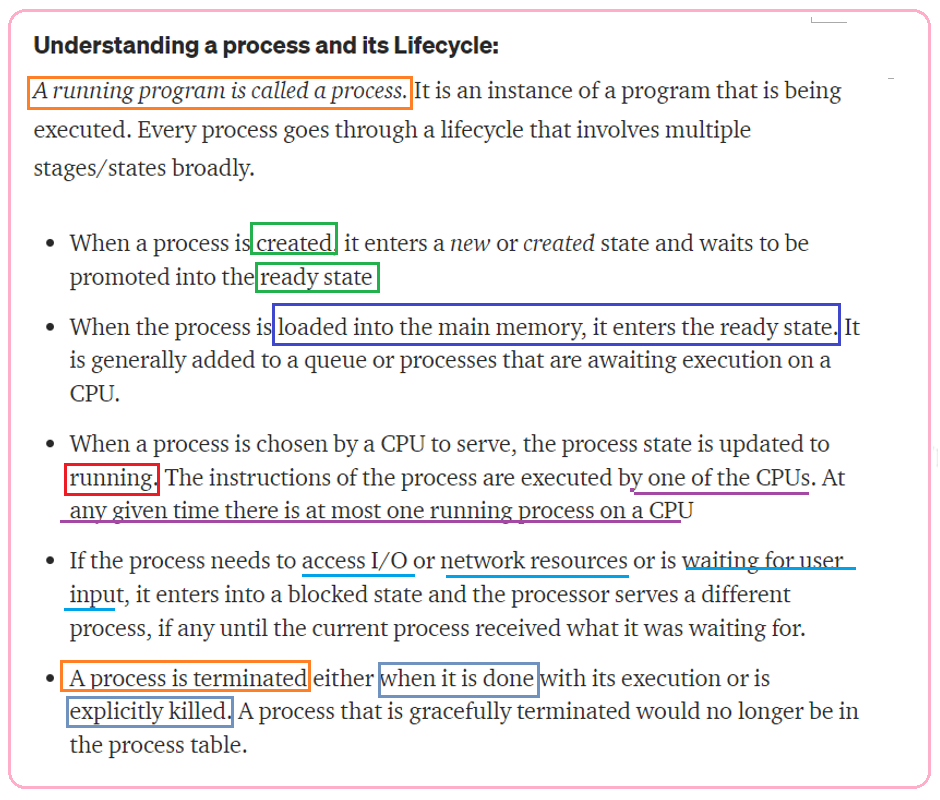 Understanding a process and its Lifecycle:
A running program is called a process. It is an instance of a program that is being
executed. Every process goes through a lifecycle that involves multiple
stages/states broadly.
• When a process is created, it enters a new or created state and waits to be
promoted into the ready state
• When the process is loaded into the main memory, it enters the ready state. It
is generally added to a queue or processes that are awaiting execution on a
CPU.
• When a process is chosen by a CPU to serve, the process state is updated to
running. The instructions of the process are executed by one of the CPUs. At
any given time there is at most one running process on a CPU
• If the process needs to access I/O or network resources or is waiting for user
input, it enters into a blocked state and the processor serves a different
process, if any until the current process received what it was waiting for.
• A process is terminated either when it is done with its execution or is
explicitly killed. A process that is gracefully terminated would no longer be in
the process table.